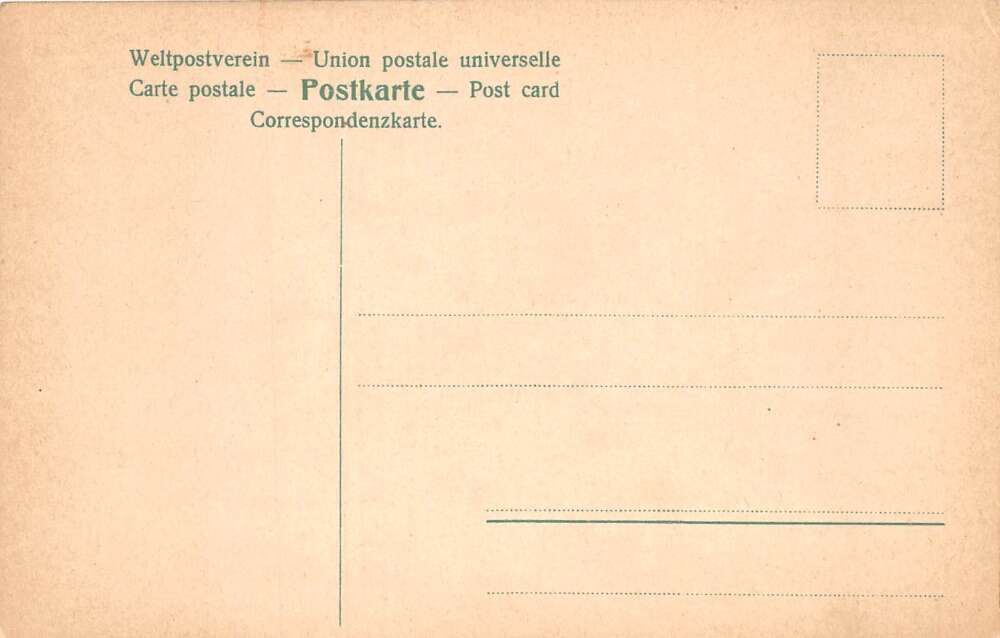 Weltpostverein — Union postale universelle
Carte postale — Postkarte — Post card
Correspondenzkarte.